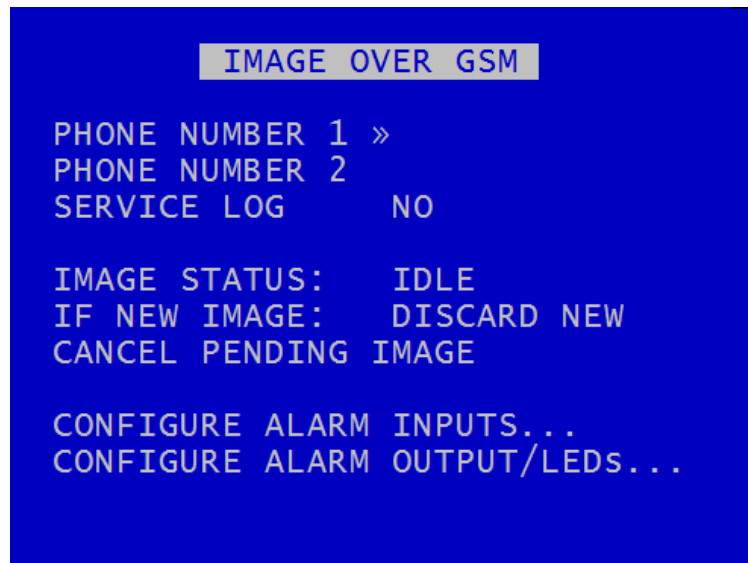 IMAGE OVER GSM
PHONE NUMBER 1 »
PHONE NUMBER 2
SERVICE LOG NO
IMAGE STATUS: IDLE
IF NEW IMAGE: DISCARD NEW
CANCEL PENDING IMAGE
CONFIGURE ALARM INPUTS...
CONFIGURE ALARM OUTPUT/LEDs...